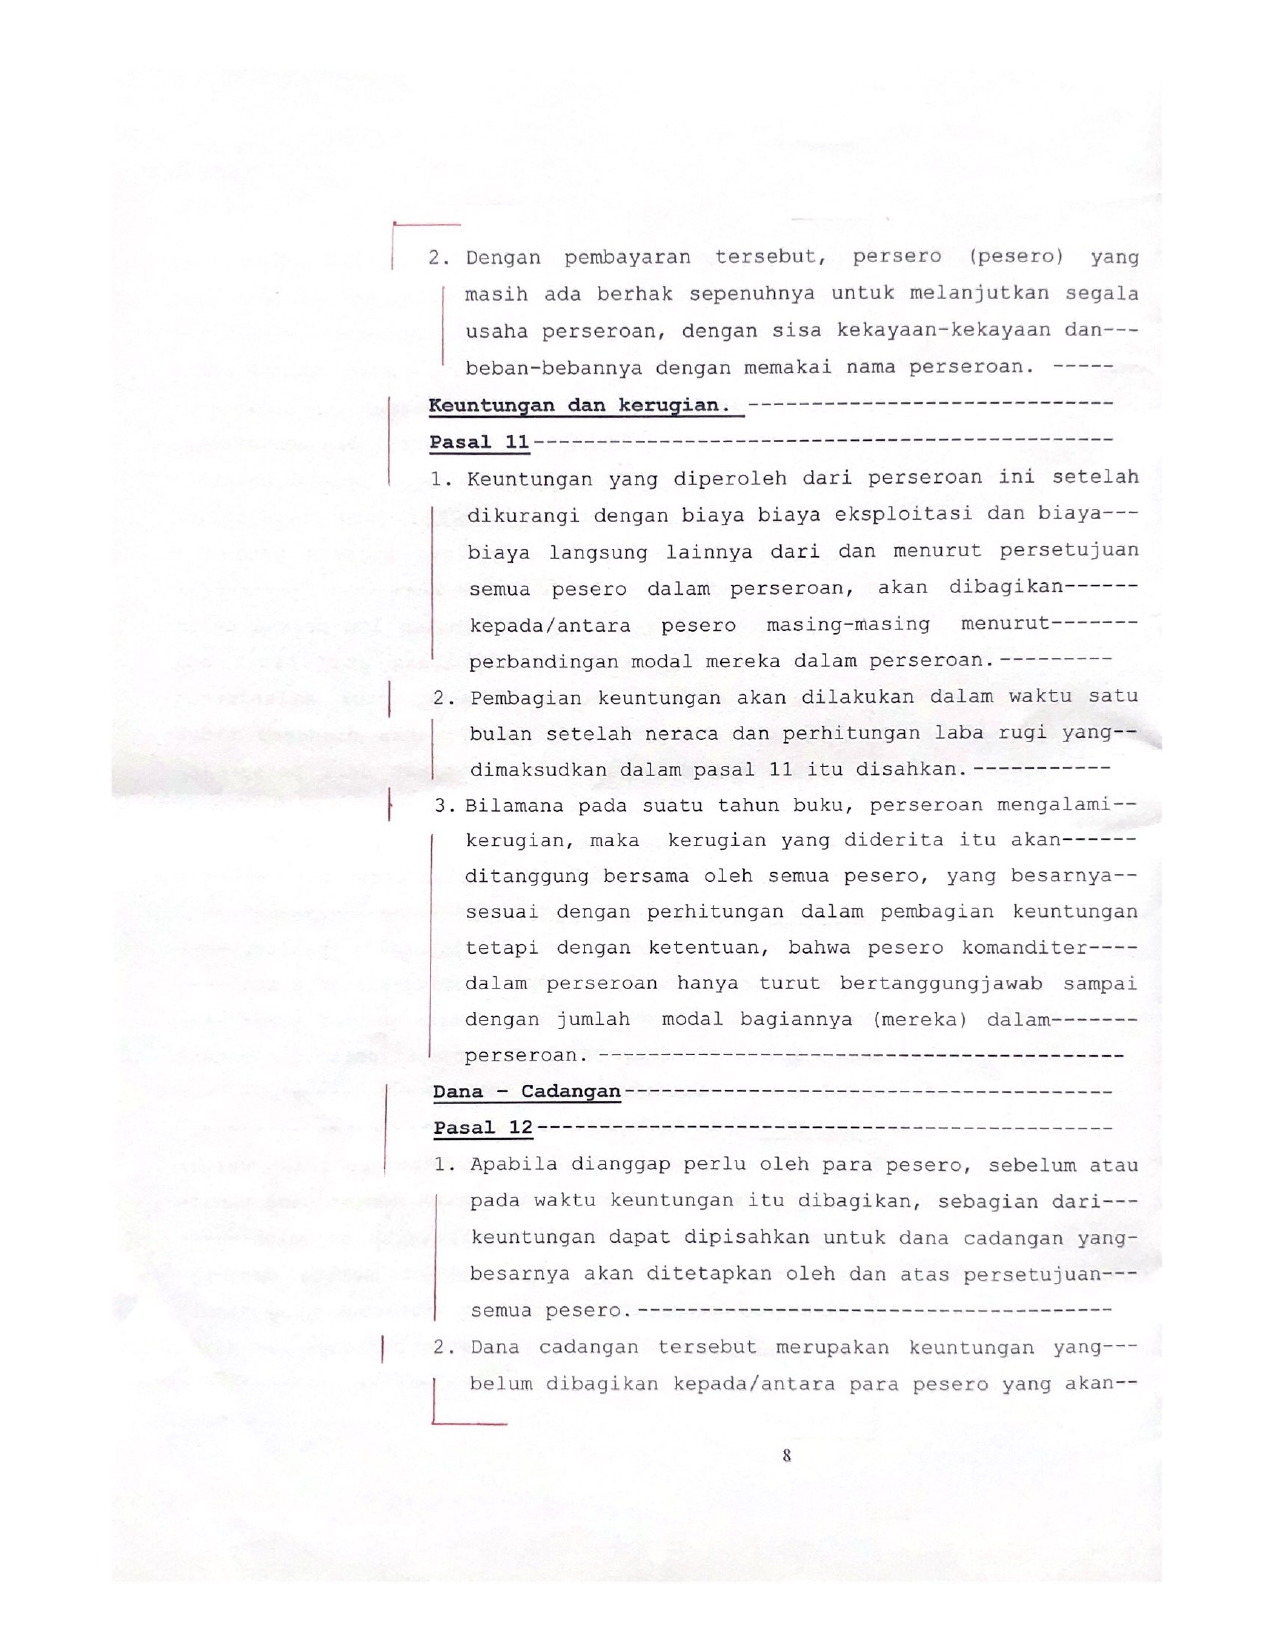 2. Dengan pembayaran tersebut, persero (pesero) yang
masih ada berhak sepenuhnya untuk melanjutkan segala
usaha perseroan, dengan sisa kekayaan-kekayaan dan---
beban-bebannya dengan memakai nama perseroan. -----
Keuntungan dan kerugian. -----------------------------
Pasal 11----------------------------------------------
1. Keuntungan yang diperoleh dari perseroan ini setelah
dikurangi dengan biaya biaya eksploitasi dan biaya---
biaya langsung lainnya dari dan menurut persetujuan
semua pesero dalam perseroan, akan dibagikan------
kepada/antara pesero masing-masing menurut-------
perbandingan modal mereka dalam perseroan.---------
2. Pembagian keuntungan akan dilakukan dalam waktu satu
bulan setelah neraca dan perhitungan laba rugi yang--
dimaksudkan dalam pasal 11 itu disahkan.-----------
3. Bilamana pada suatu tahun buku, perseroan mengalami--
kerugian, maka kerugian yang diderita itu akan------
ditanggung bersama oleh semua pesero, yang besarnya--
sesuai dengan perhitungan dalam pembagian keuntungan
tetapi dengan ketentuan, bahwa pesero komanditer----
dalam perseroan hanya turut bertanggungjawab sampai
dengan jumlah modal bagiannya (mereka) dalam-------
perseroan. ------------------------------------------
Dana – Cadangan---------------------------------------
Pasal 12----------------------------------------------
1. Apabila dianggap perlu oleh para pesero, sebelum atau
pada waktu keuntungan itu dibagikan, sebagian dari---
keuntungan dapat dipisahkan untuk dana cadangan yang-
besarnya akan ditetapkan oleh dan atas persetujuan---
semua pesero.--------------------------------------
2. Dana cadangan tersebut merupakan keuntungan yang---
belum dibagikan kepada/antara para pesero yang akan--
8